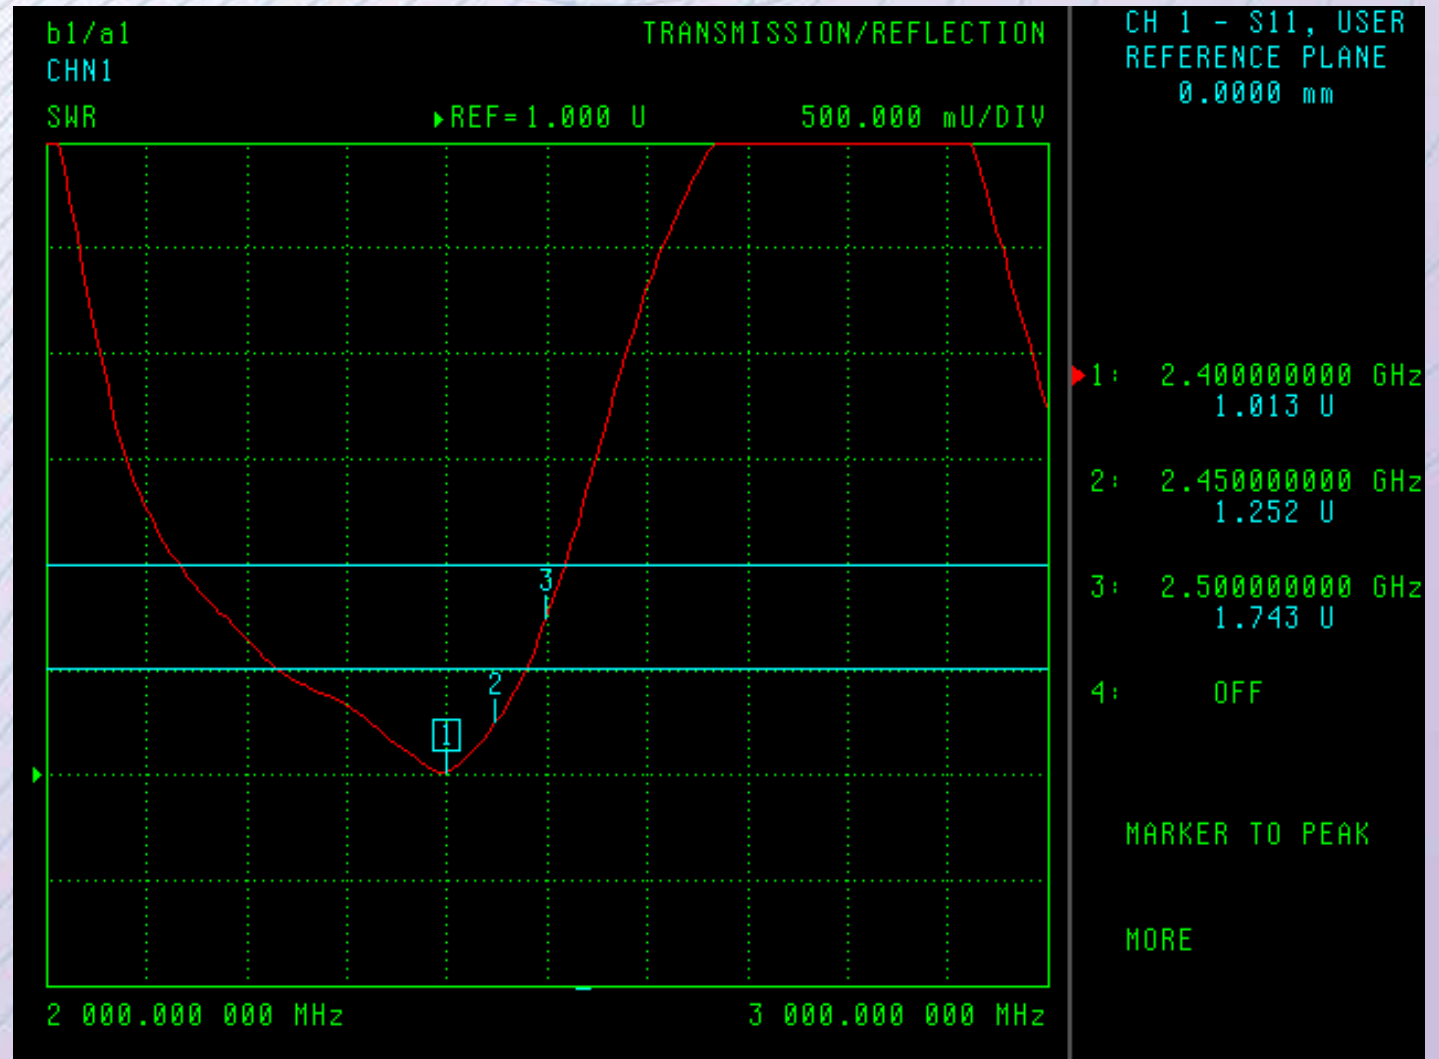 b1/a1
TRANSMISSION/REFLECTION
CHN1
SWR
▶REF=1.000 U
500.000 mU/DIV
3
2
1
2 000.000 000 MHz
3 000.000 000 MHz
CH 1 - S11, USER
REFERENCE PLANE
0.0000 mm
1: 2.400000000 GHz
1.013 U
2: 2.450000000 GHz
1.252 U
3: 2.500000000 GHz
1.743 U
4: OFF
MARKER TO PEAK
MORE